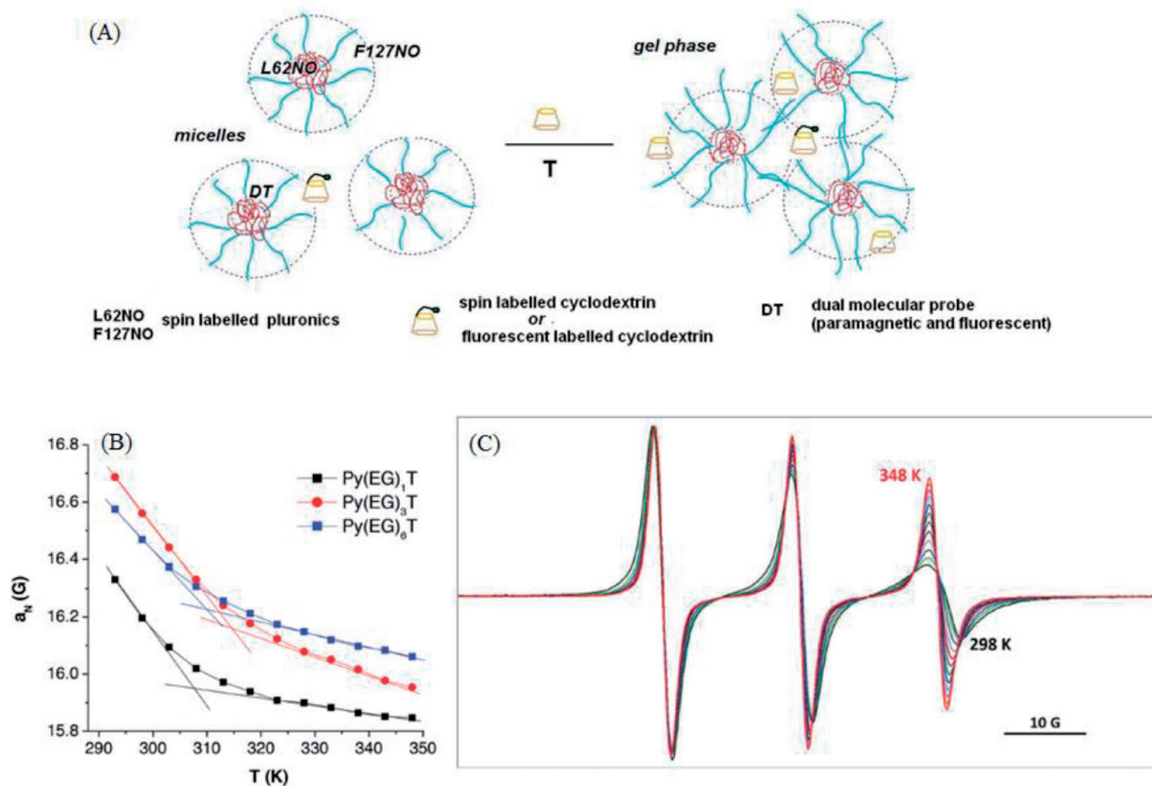 (A)
F127NO
L62NO
micelles
DT
T
gel phase
L62NO
F127NO
spin labelled pluronics
spin labelled cyclodextrin
or
fluorescent labelled cyclodextrin
DT
dual molecular probe
(paramagnetic and fluorescent)
(B)
16.8
16.6
16.4
16.2
16.0
15.8
a_N (G)
Py(EG)₁T
Py(EG)₃T
Py(EG)₆T
290 300 310 320 330 340 350
T (K)
(C)
348 K
298 K
10 G